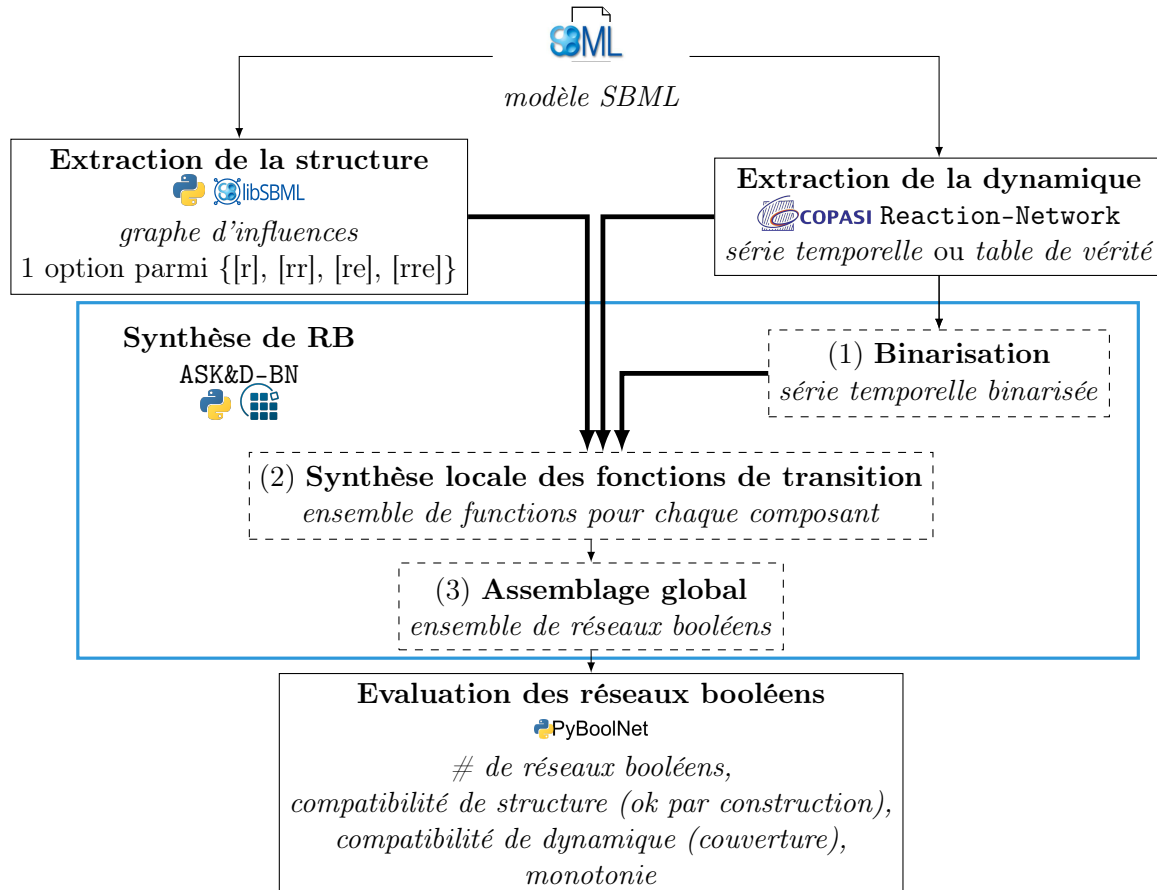 SBML
modèle SBML
Extraction de la structure
libSBML
graphe d'influences
1 option parmi {[r], [rr], [re], [rre]}
Extraction de la dynamique
COPASI Reaction-Network
série temporelle ou table de vérité
Synthèse de RB
ASK&D-BN
(1) Binarisation
série temporelle binarisée
(2) Synthèse locale des fonctions de transition
ensemble de functions pour chaque composant
(3) Assemblage global
ensemble de réseaux booléens
Evaluation des réseaux booléens
PyBoolNet
# de réseaux booléens,
compatibilité de structure (ok par construction),
compatibilité de dynamique (couverture),
monotonie